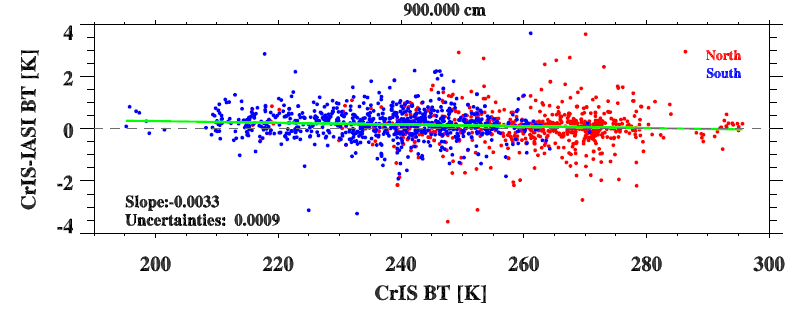 900.000 cm
CrIS-IASI BT [K]
4
2
0
-2
-4
North
South
Slope:-0.0033
Uncertainties: 0.0009
200 220 240 260 280 300
CrIS BT [K]